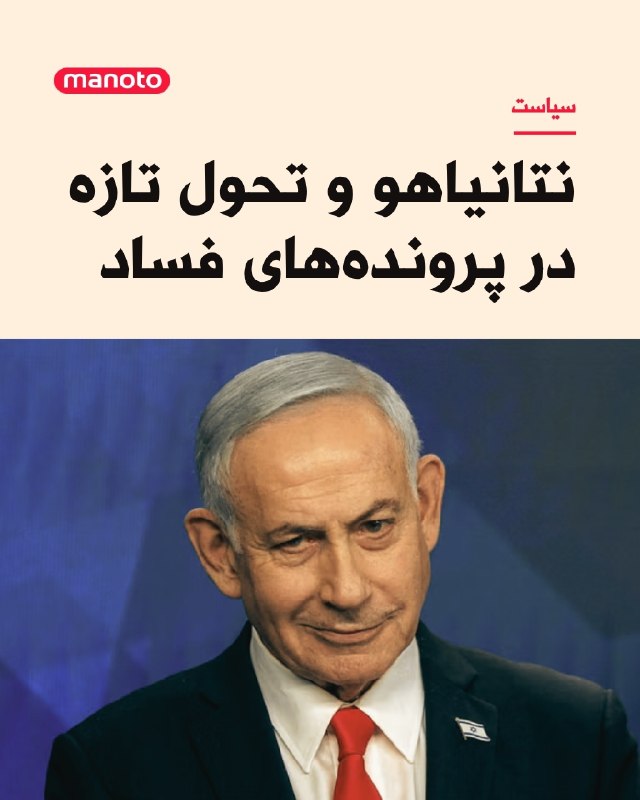 manoto
سیاست
نتانیاهو و تحول تازه
در پرونده‌های فساد